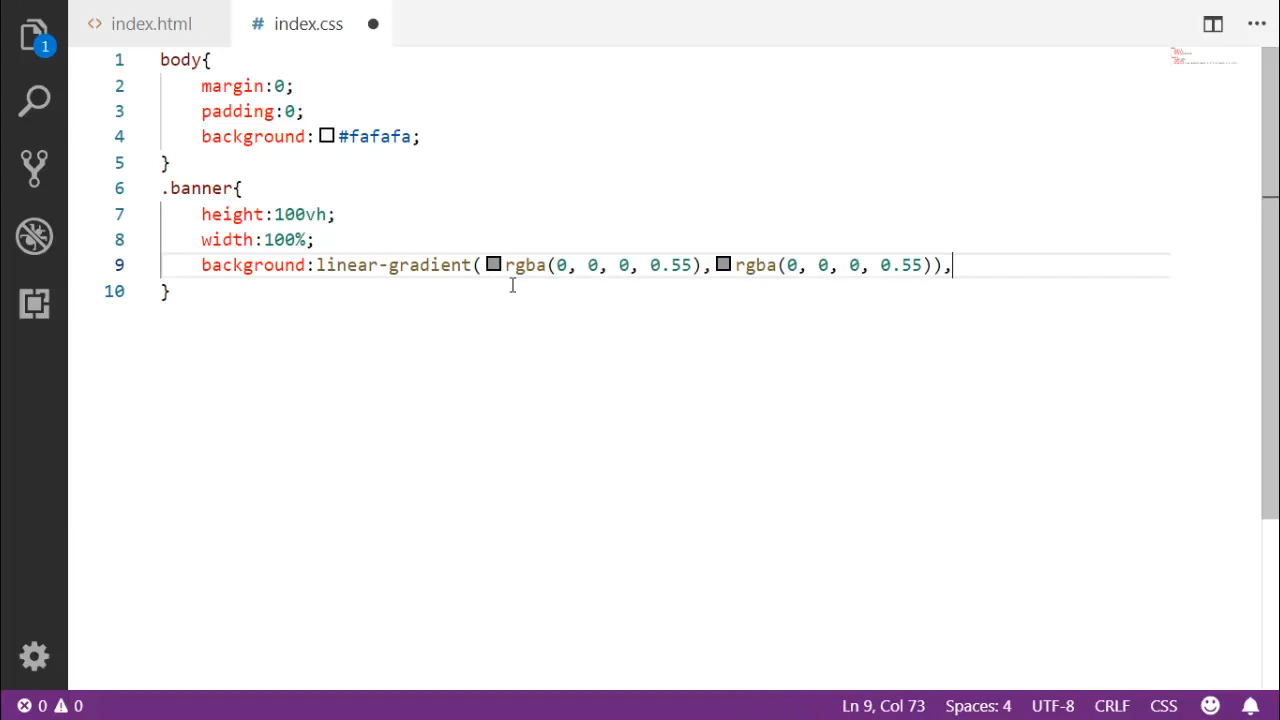 index.html
# index.css
1
1 body{
2 margin:0;
3 padding:0;
4 background: #fafafa;
5 }
6 .banner{
7 height:100vh;
8 width:100%;
9 background:linear-gradient( rgba(0, 0, 0, 0.55), rgba(0, 0, 0, 0.55)),
10 }
0 0
Ln 9, Col 73 Spaces: 4 UTF-8 CRLF CSS